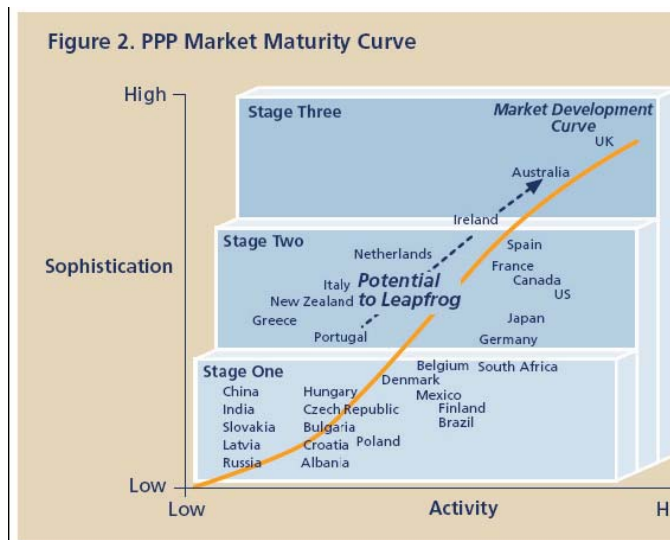 Figure 2. PPP Market Maturity Curve
High
Stage Three
Market Development
Curve
UK
Australia
Ireland
Stage Two
Netherlands
Spain
France
Canada
US
Sophistication
Italy
Potential
to Leapfrog
New Zealand
Greece
Portugal
Japan
Germany
Stage One
Belgium
South Africa
Denmark
China
Hungary
Mexico
India
Czech Republic
Finland
Slovakia
Bulgaria
Brazil
Latvia
Croatia
Poland
Russia
Albania
Low
Low
Activity
H